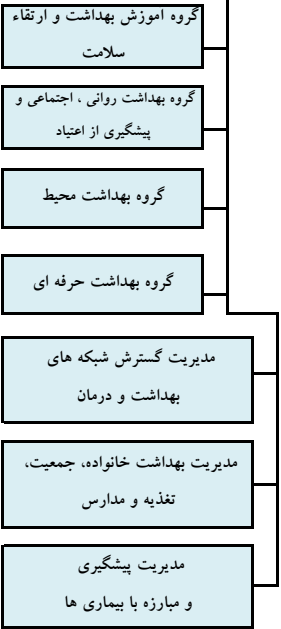 گروه آموزش بهداشت و ارتقاء
سلامت
گروه بهداشت روانی ، اجتماعی و
پیشگیری از اعتیاد
گروه بهداشت محیط
گروه بهداشت حرفه ای
مدیریت گسترش شبکه های
بهداشت و درمان
مدیریت بهداشت خانواده، جمعیت،
تغذیه و مدارس
مدیریت پیشگیری
و مبارزه با بیماری ها